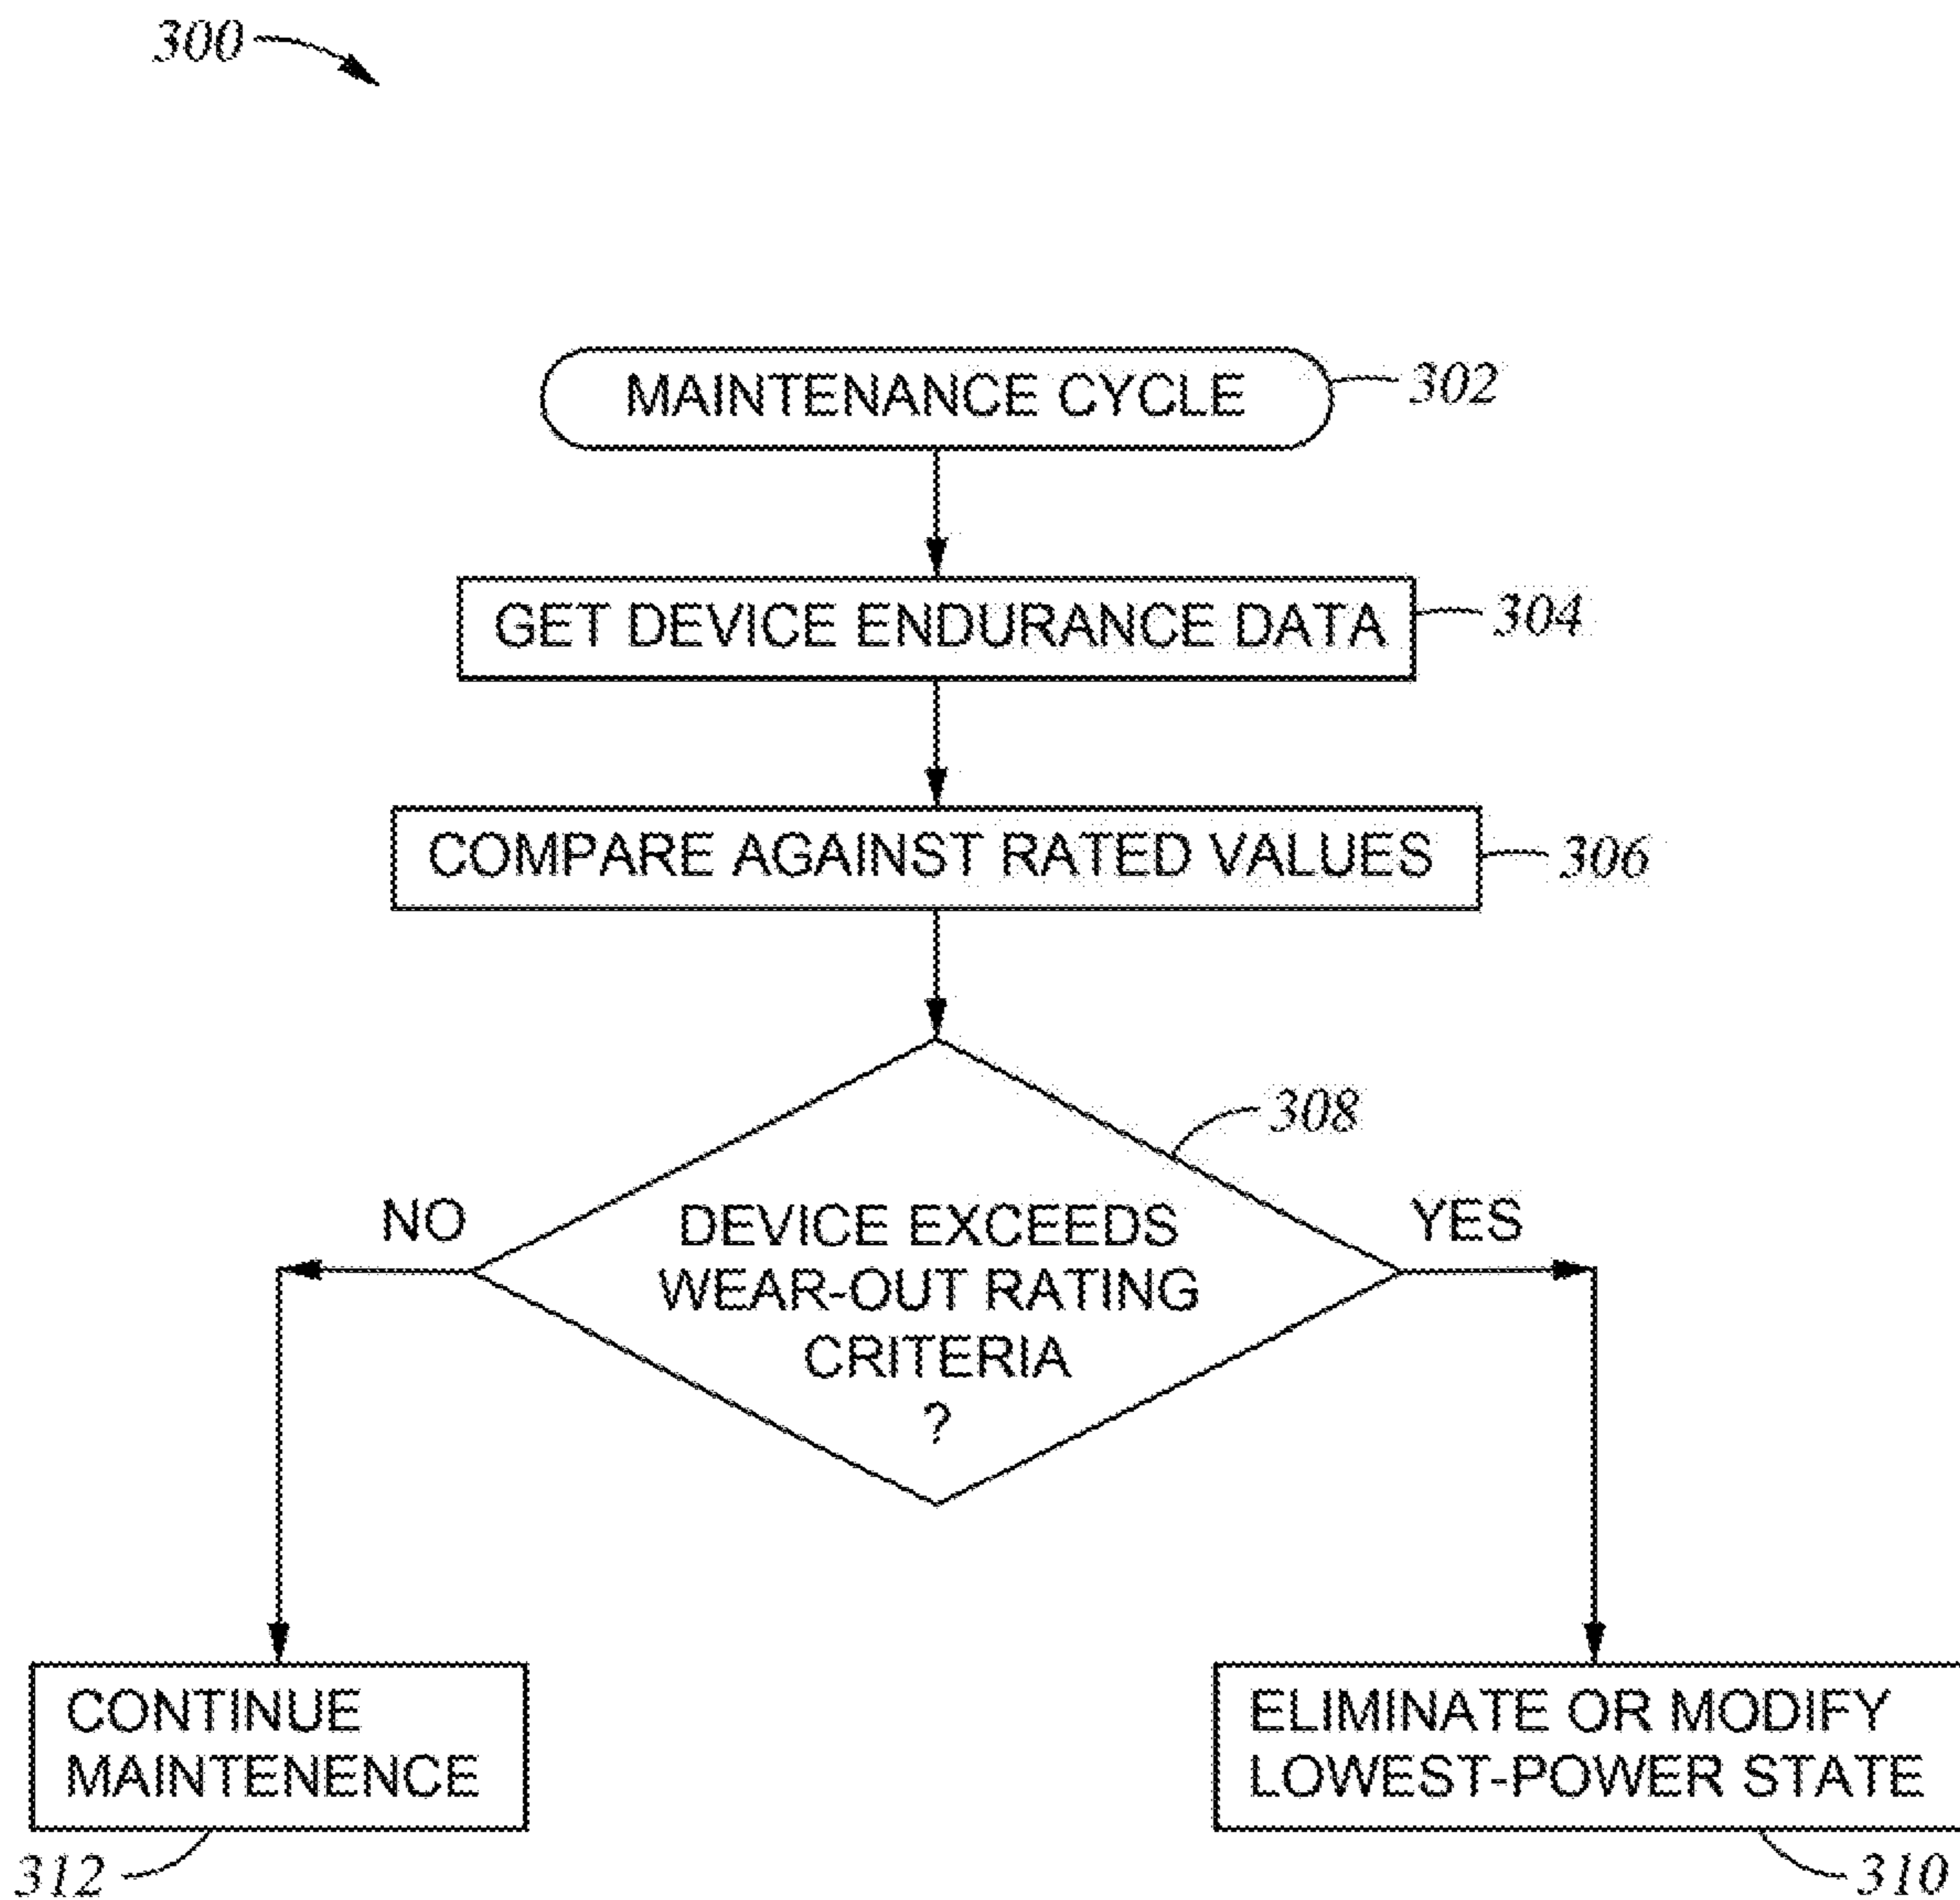 300
MAINTENANCE CYCLE
302
GET DEVICE ENDURANCE DATA
304
COMPARE AGAINST RATED VALUES
306
308
NO
YES
DEVICE EXCEEDS
WEAR-OUT RATING
CRITERIA
?
CONTINUE
MAINTENENCE
ELIMINATE OR MODIFY
LOWEST-POWER STATE
312
310